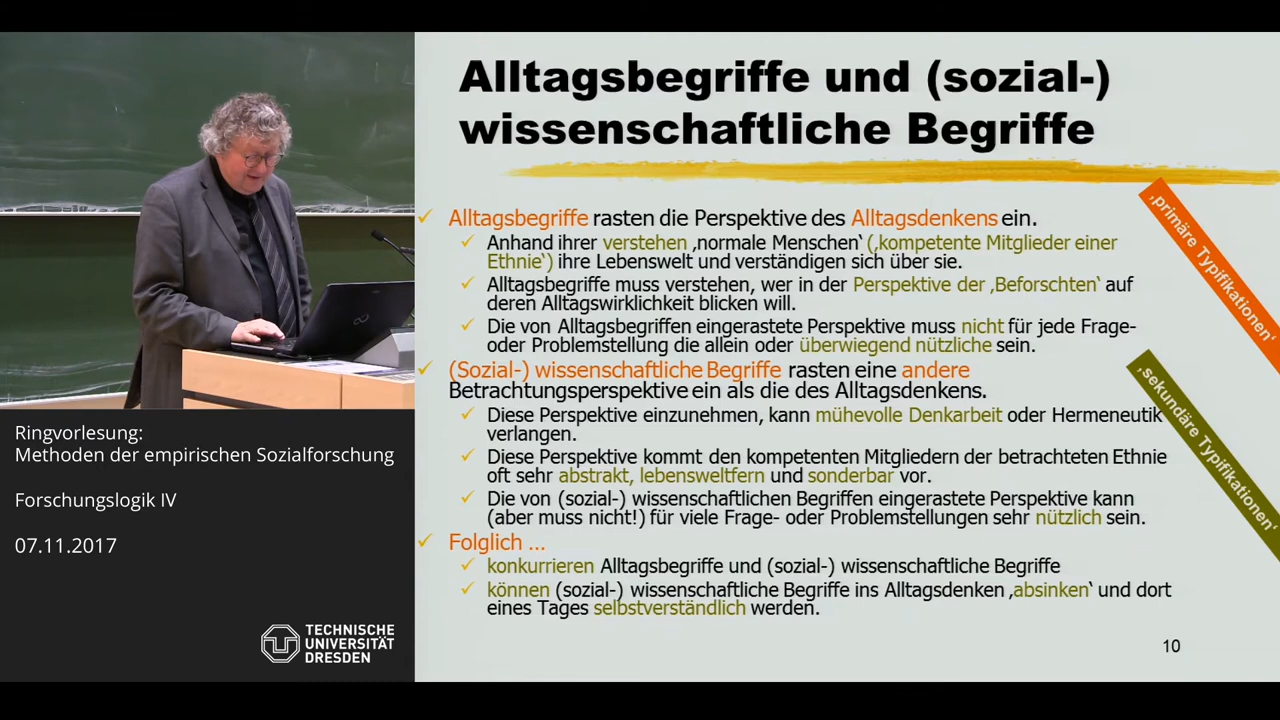 Alltagsbegriffe und (sozial-)
wissenschaftliche Begriffe
Alltagsbegriffe rasten die Perspektive des Alltagsdenkens ein.
Anhand ihrer verstehen ‚normale Menschen‘ (‚kompetente Mitglieder einer
Ethnie‘) ihre Lebenswelt und verständigen sich über sie.
Alltagsbegriffe muss verstehen, wer in der Perspektive der ‚Beforschten‘ auf
deren Alltagswirklichkeit blicken will.
Die von Alltagsbegriffen eingerastete Perspektive muss nicht für jede Frage-
oder Problemstellung die allein oder überwiegend nützliche sein.
(Sozial-) wissenschaftliche Begriffe rasten eine andere
Betrachtungsperspektive ein als die des Alltagsdenkens.
Diese Perspektive einzunehmen, kann mühevolle Denkarbeit oder Hermeneutik
verlangen.
Diese Perspektive kommt den kompetenten Mitgliedern der betrachteten Ethnie
oft sehr abstrakt, lebensweltfern und sonderbar vor.
Die von (sozial-) wissenschaftlichen Begriffen eingerastete Perspektive kann
(aber muss nicht!) für viele Frage- oder Problemstellungen sehr nützlich sein.
Folglich ...
konkurrieren Alltagsbegriffe und (sozial-) wissenschaftliche Begriffe
können (sozial-) wissenschaftliche Begriffe ins Alltagsdenken ‚absinken‘ und dort
eines Tages selbstverständlich werden.
‚primäre Typifikationen‘
‚sekundäre Typifikationen‘
10
Ringvorlesung:
Methoden der empirischen Sozialforschung
Forschungslogik IV
07.11.2017
TECHNISCHE
UNIVERSITÄT
DRESDEN